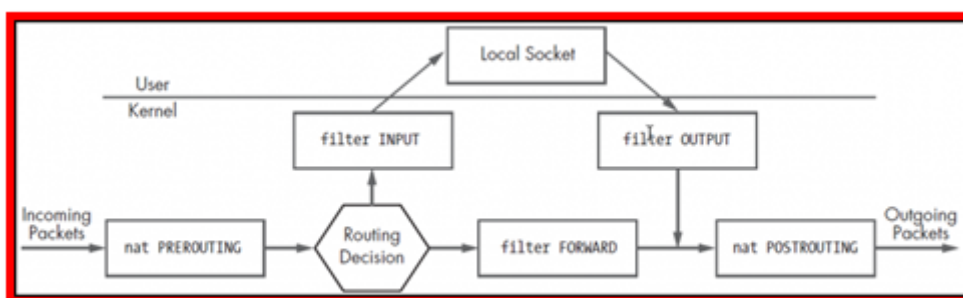 Local Socket
User
Kernel
filter INPUT
filter OUTPUT
Incoming
Packets
nat PREROUTING
Routing
Decision
filter FORWARD
nat POSTROUTING
Outgoing
Packets